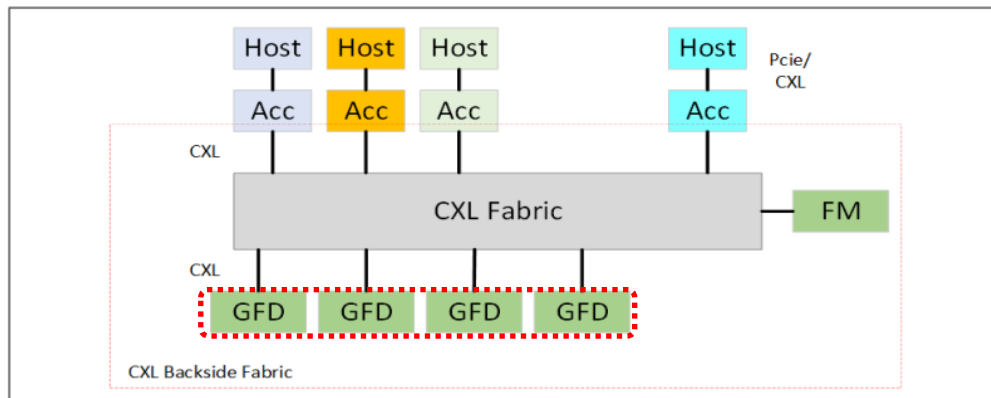 Host Host Host Host
Pcie/
CXL
Acc Acc Acc Acc
CXL
CXL Fabric
FM
CXL
GFD GFD GFD GFD
CXL Backside Fabric